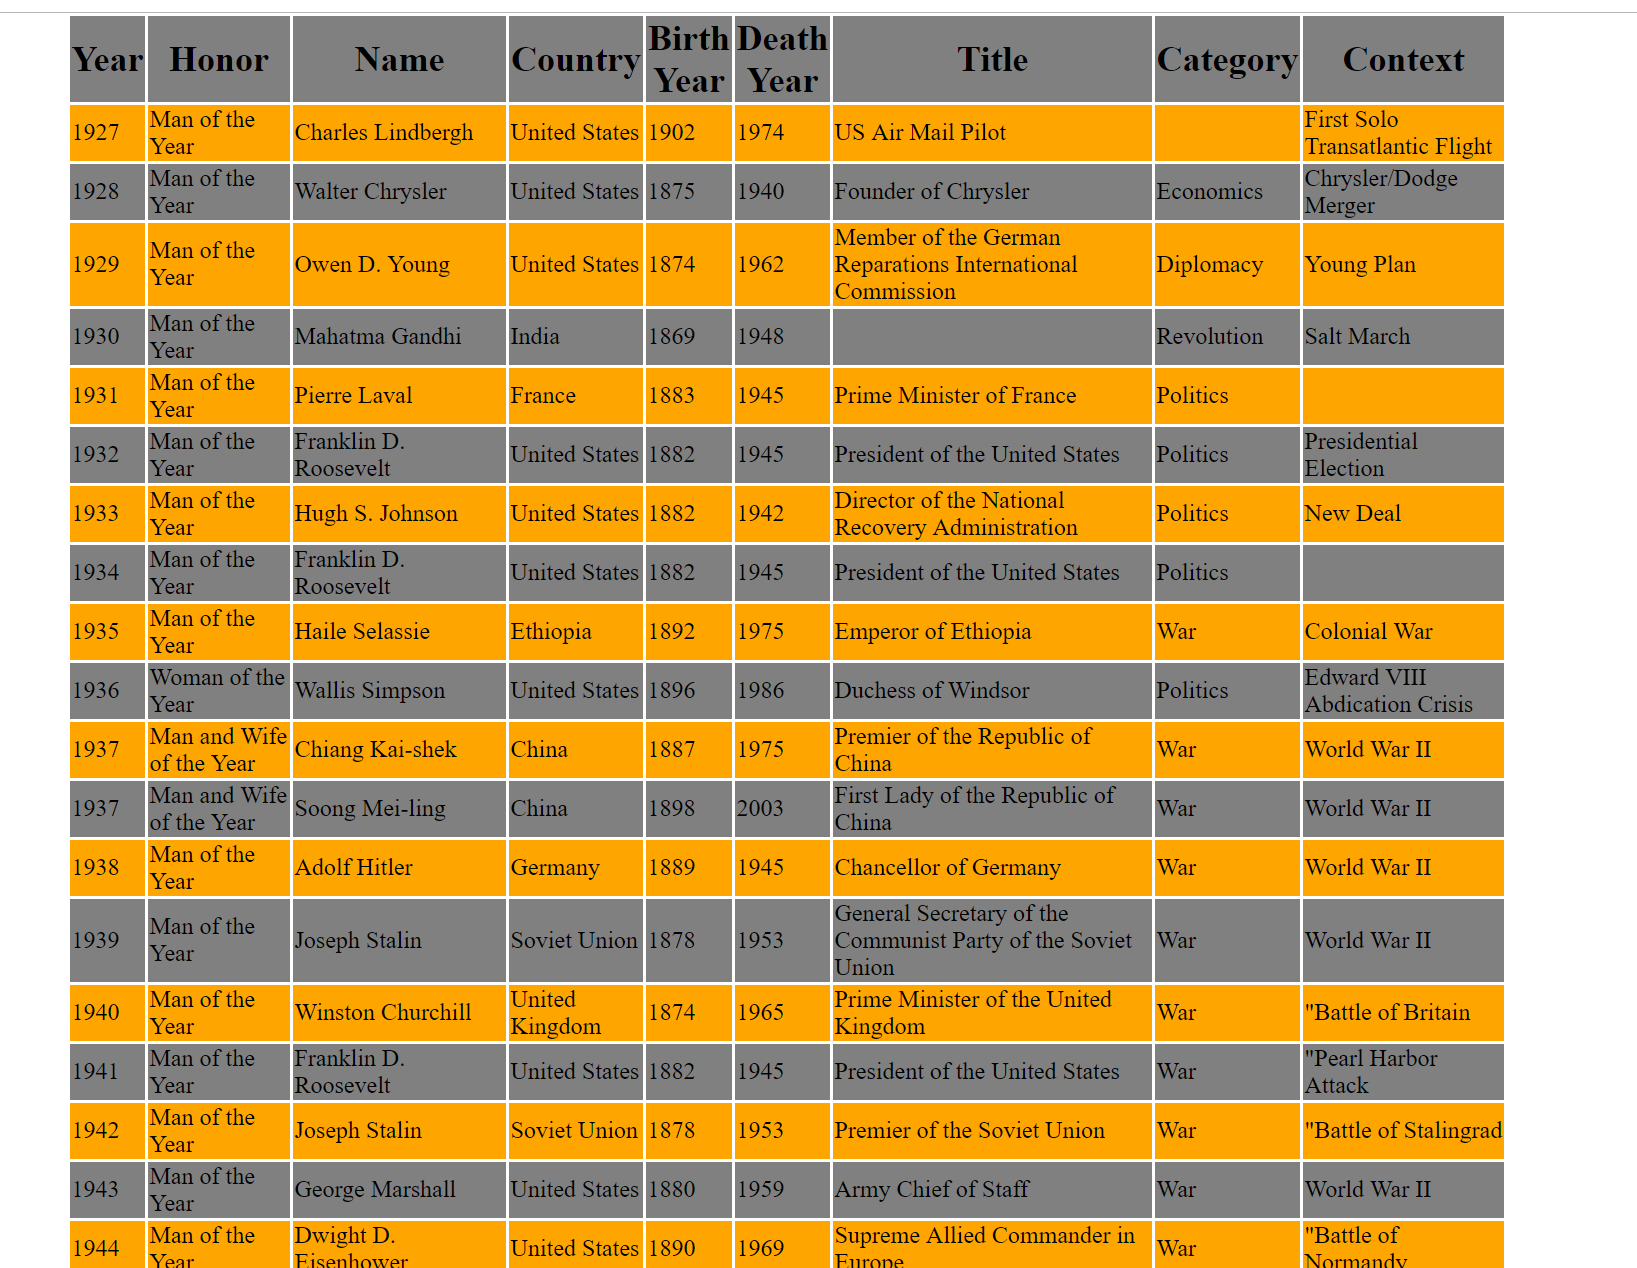 Year Honor Name Country Birth Year Death Year Title Category Context
1927 Man of the Year Charles Lindbergh United States 1902 1974 US Air Mail Pilot First Solo Transatlantic Flight
1928 Man of the Year Walter Chrysler United States 1875 1940 Founder of Chrysler Economics Chrysler/Dodge Merger
1929 Man of the Year Owen D. Young United States 1874 1962 Member of the German Reparations International Commission Diplomacy Young Plan
1930 Man of the Year Mahatma Gandhi India 1869 1948 Revolution Salt March
1931 Man of the Year Pierre Laval France 1883 1945 Prime Minister of France Politics
1932 Man of the Year Franklin D. Roosevelt United States 1882 1945 President of the United States Politics Presidential Election
1933 Man of the Year Hugh S. Johnson United States 1882 1942 Director of the National Recovery Administration Politics New Deal
1934 Man of the Year Franklin D. Roosevelt United States 1882 1945 President of the United States Politics
1935 Man of the Year Haile Selassie Ethiopia 1892 1975 Emperor of Ethiopia War Colonial War
1936 Woman of the Year Wallis Simpson United States 1896 1986 Duchess of Windsor Politics Edward VIII Abdication Crisis
1937 Man and Wife of the Year Chiang Kai-shek China 1887 1975 Premier of the Republic of China War World War II
1937 Man and Wife of the Year Soong Mei-ling China 1898 2003 First Lady of the Republic of China War World War II
1938 Man of the Year Adolf Hitler Germany 1889 1945 Chancellor of Germany War World War II
1939 Man of the Year Joseph Stalin Soviet Union 1878 1953 General Secretary of the Communist Party of the Soviet Union War World War II
1940 Man of the Year Winston Churchill United Kingdom 1874 1965 Prime Minister of the United Kingdom War "Battle of Britain
1941 Man of the Year Franklin D. Roosevelt United States 1882 1945 President of the United States War "Pearl Harbor Attack
1942 Man of the Year Joseph Stalin Soviet Union 1878 1953 Premier of the Soviet Union War "Battle of Stalingrad
1943 Man of the Year George Marshall United States 1880 1959 Army Chief of Staff War World War II
1944 Man of the Year Dwight D. Eisenhower United States 1890 1969 Supreme Allied Commander in Europe War "Battle of Normandy